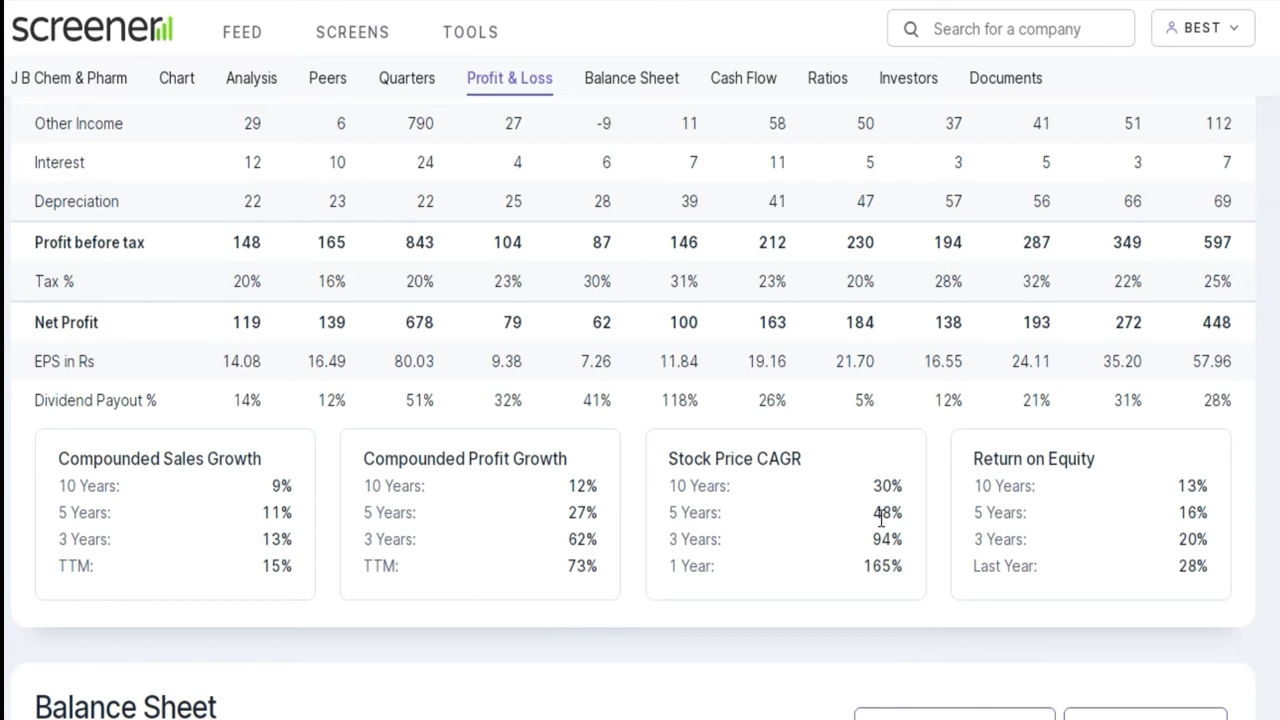 screener FEED SCREENS TOOLS Search for a company BEST
J B Chem & Pharm Chart Analysis Peers Quarters Profit & Loss Balance Sheet Cash Flow Ratios Investors Documents
Other Income 29 6 790 27 -9 11 58 50 37 41 51 112
Interest 12 10 24 4 6 7 11 5 3 5 3 7
Depreciation 22 23 22 25 28 39 41 47 57 56 66 69
Profit before tax 148 165 843 104 87 146 212 230 194 287 349 597
Tax % 20% 16% 20% 23% 30% 31% 23% 20% 28% 32% 22% 25%
Net Profit 119 139 678 79 62 100 163 184 138 193 272 448
EPS in Rs 14.08 16.49 80.03 9.38 7.26 11.84 19.16 21.70 16.55 24.11 35.20 57.96
Dividend Payout % 14% 12% 51% 32% 41% 118% 26% 5% 12% 21% 31% 28%
Compounded Sales Growth
10 Years: 9%
5 Years: 11%
3 Years: 13%
TTM: 15%
Compounded Profit Growth
10 Years: 12%
5 Years: 27%
3 Years: 62%
TTM: 73%
Stock Price CAGR
10 Years: 30%
5 Years: 48%
3 Years: 94%
1 Year: 165%
Return on Equity
10 Years: 13%
5 Years: 16%
3 Years: 20%
Last Year: 28%
Balance Sheet